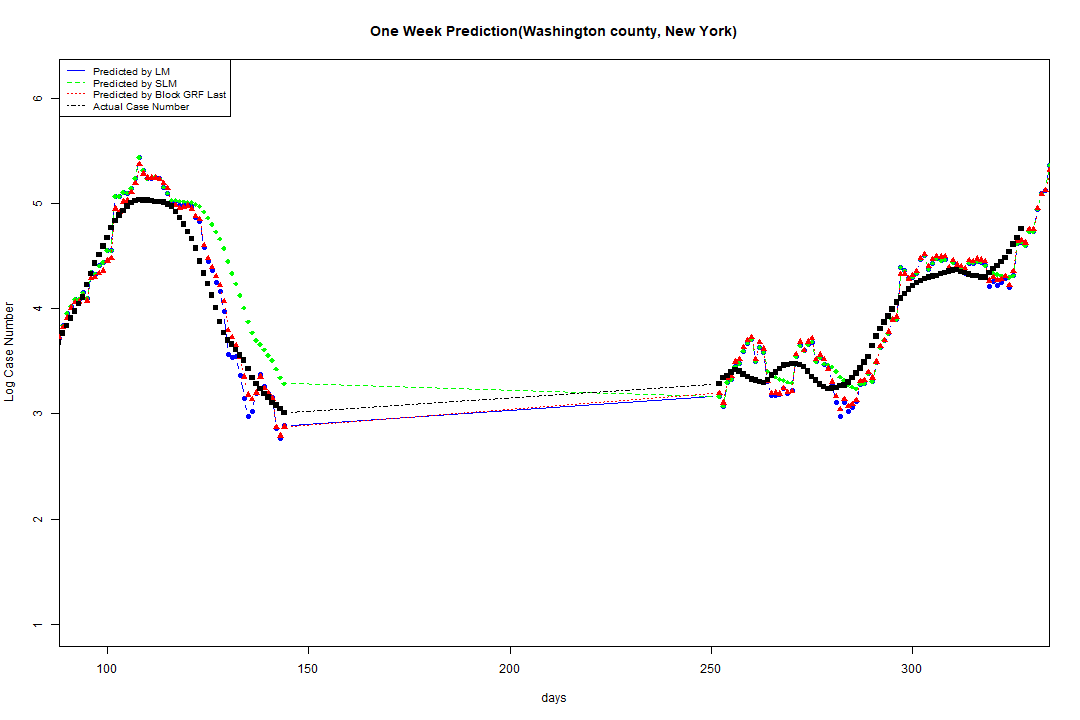 One Week Prediction(Washington county, New York)
Predicted by LM
Predicted by SLM
Predicted by Block GRF Last
Actual Case Number
6
5
4
3
2
1
Log Case Number
100 150 200 250 300
days